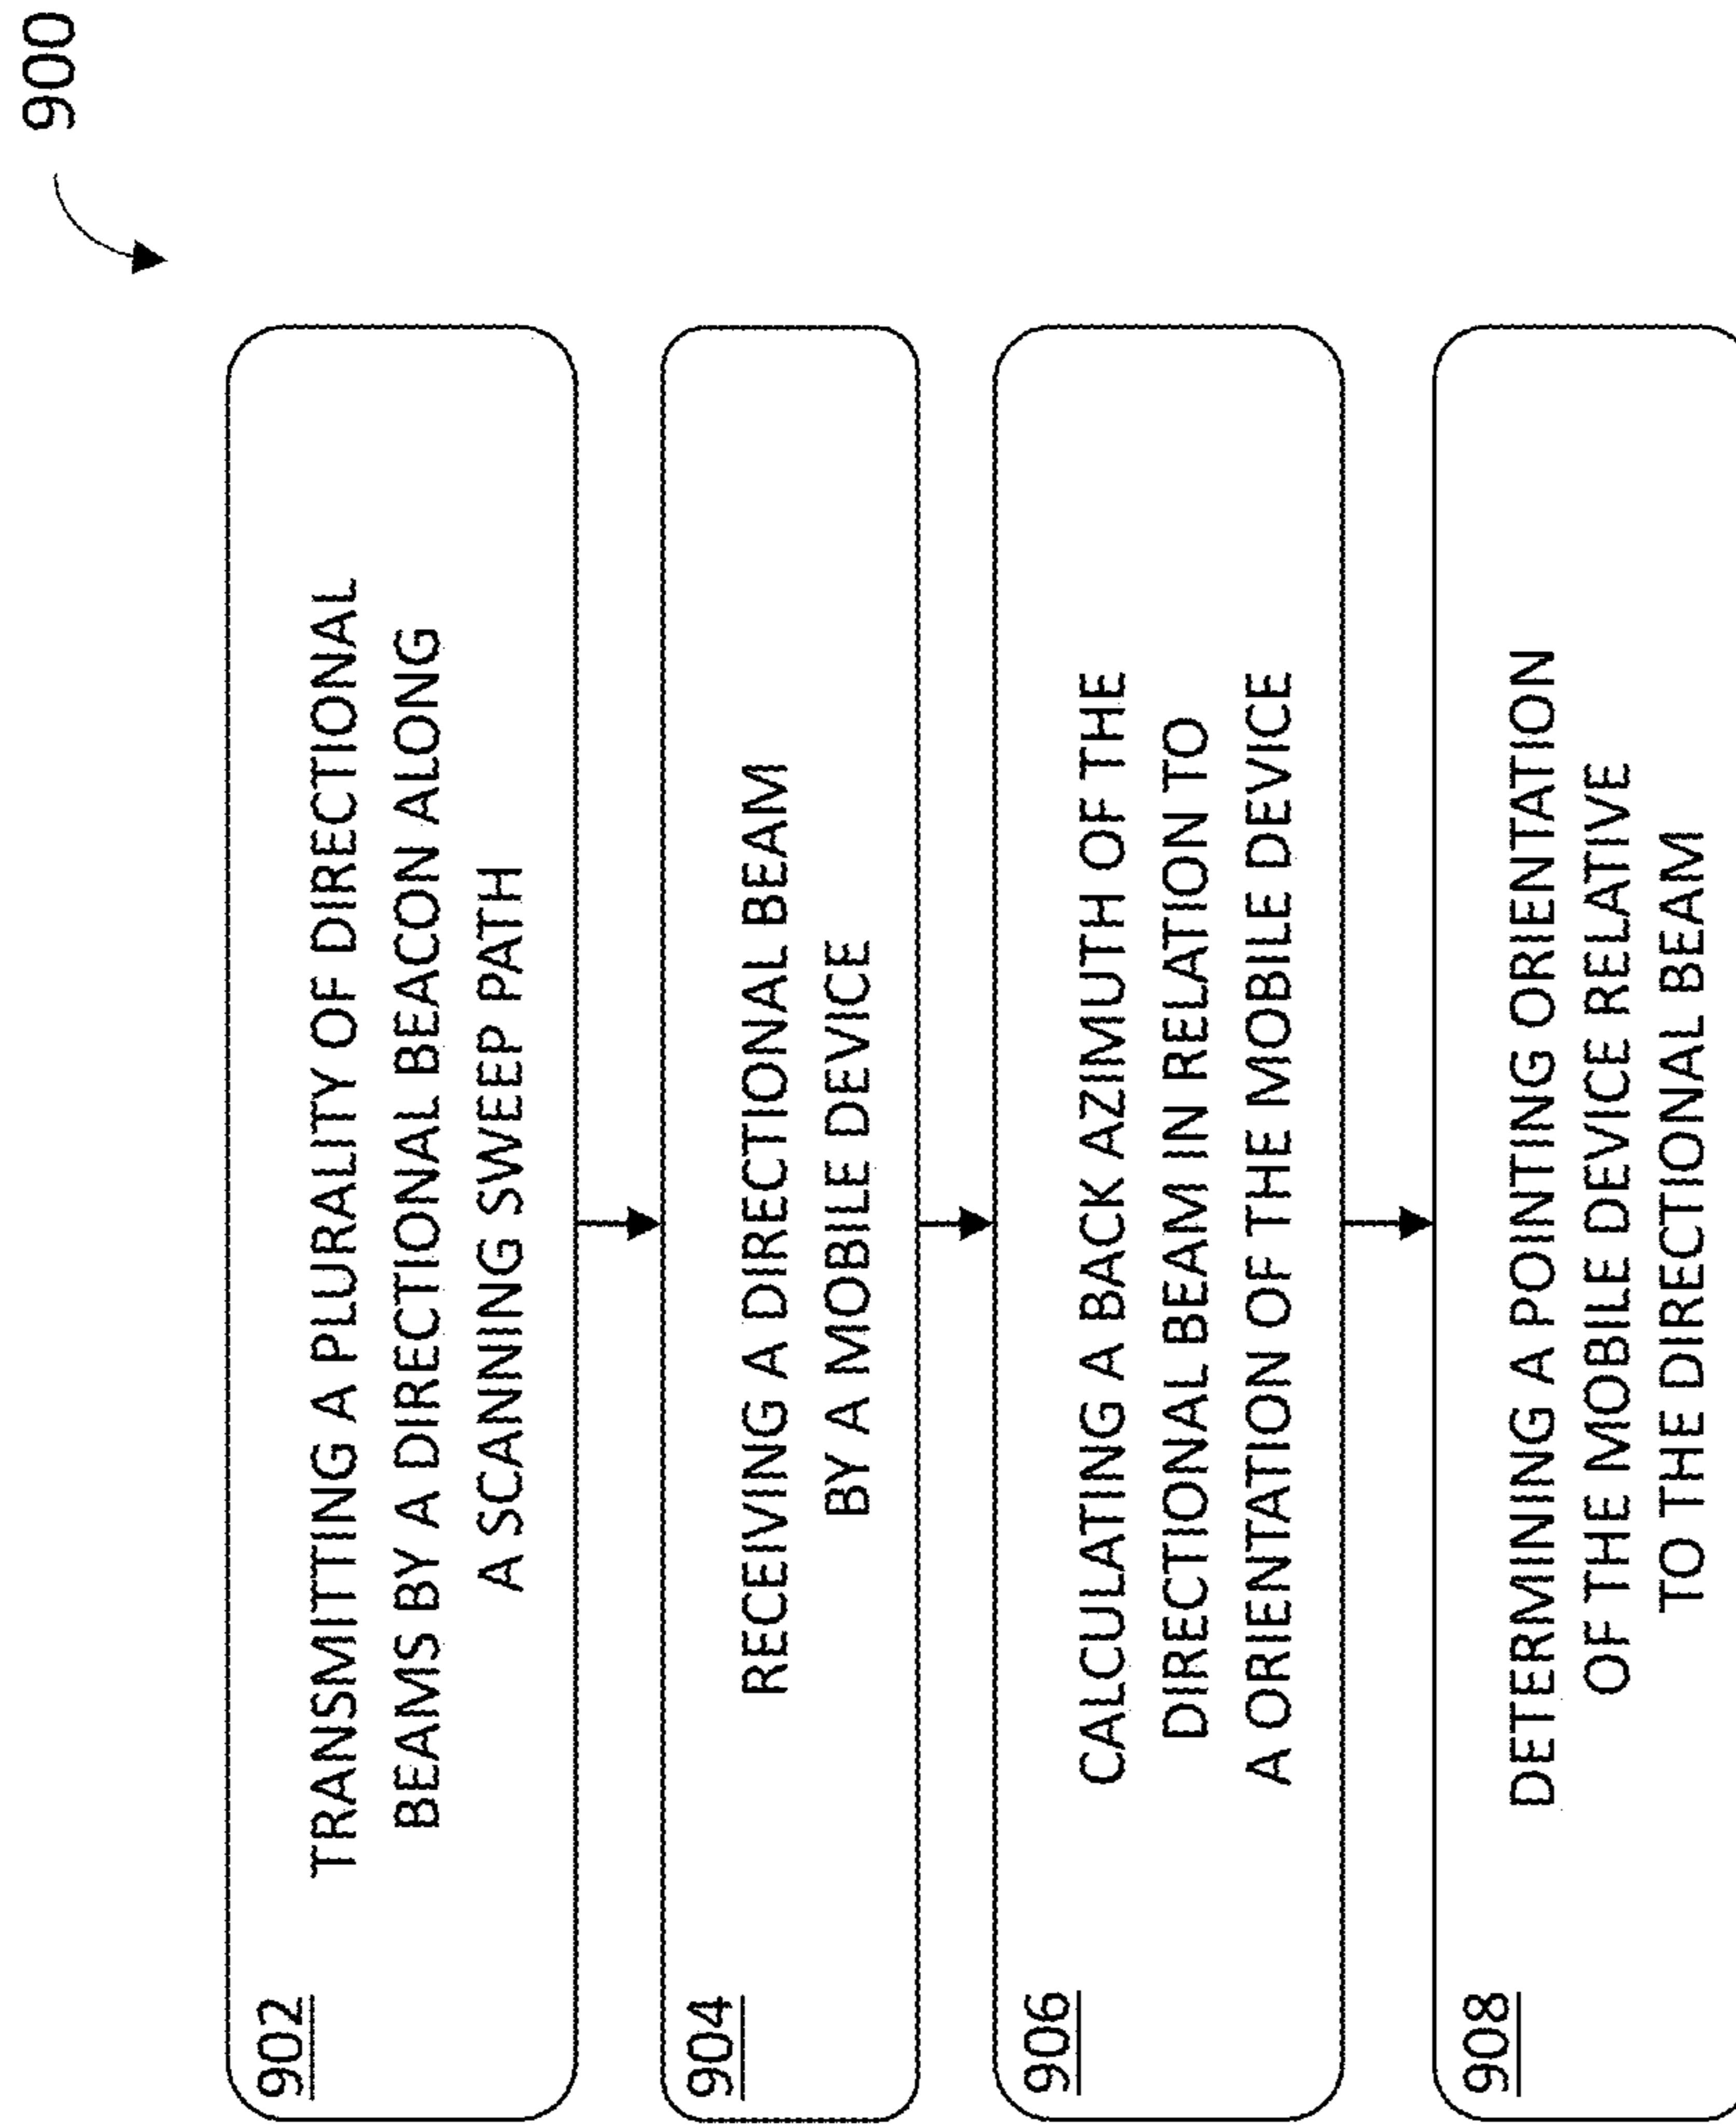 900
902
TRANSMITTING A PLURALITY OF DIRECTIONAL
BEAMS BY A DIRECTIONAL BEACON ALONG
A SCANNING SWEEP PATH
904
RECEIVING A DIRECTIONAL BEAM
BY A MOBILE DEVICE
906
CALCULATING A BACK AZIMUTH OF THE
DIRECTIONAL BEAM IN RELATION TO
A ORIENTATION OF THE MOBILE DEVICE
908
DETERMINING A POINTING ORIENTATION
OF THE MOBILE DEVICE RELATIVE
TO THE DIRECTIONAL BEAM